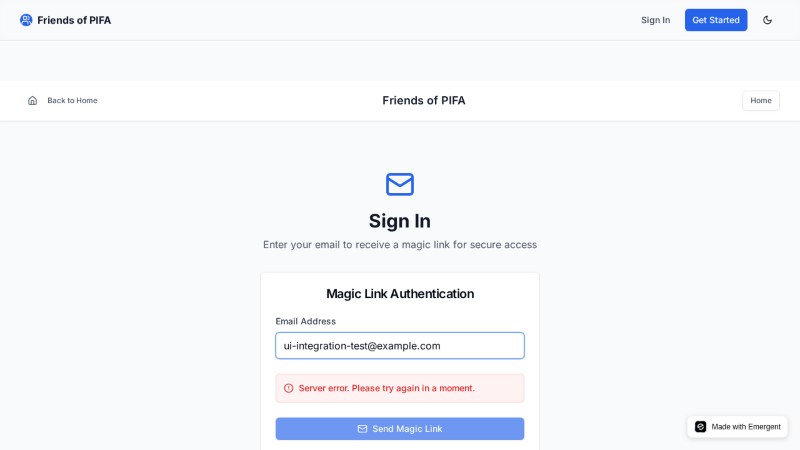 Friends of PIFA
Sign In
Get Started
Back to Home
Friends of PIFA
Home
Sign In
Enter your email to receive a magic link for secure access
Magic Link Authentication
Email Address
ui-integration-test@example.com
Server error. Please try again in a moment.
Send Magic Link
Made with Emergent